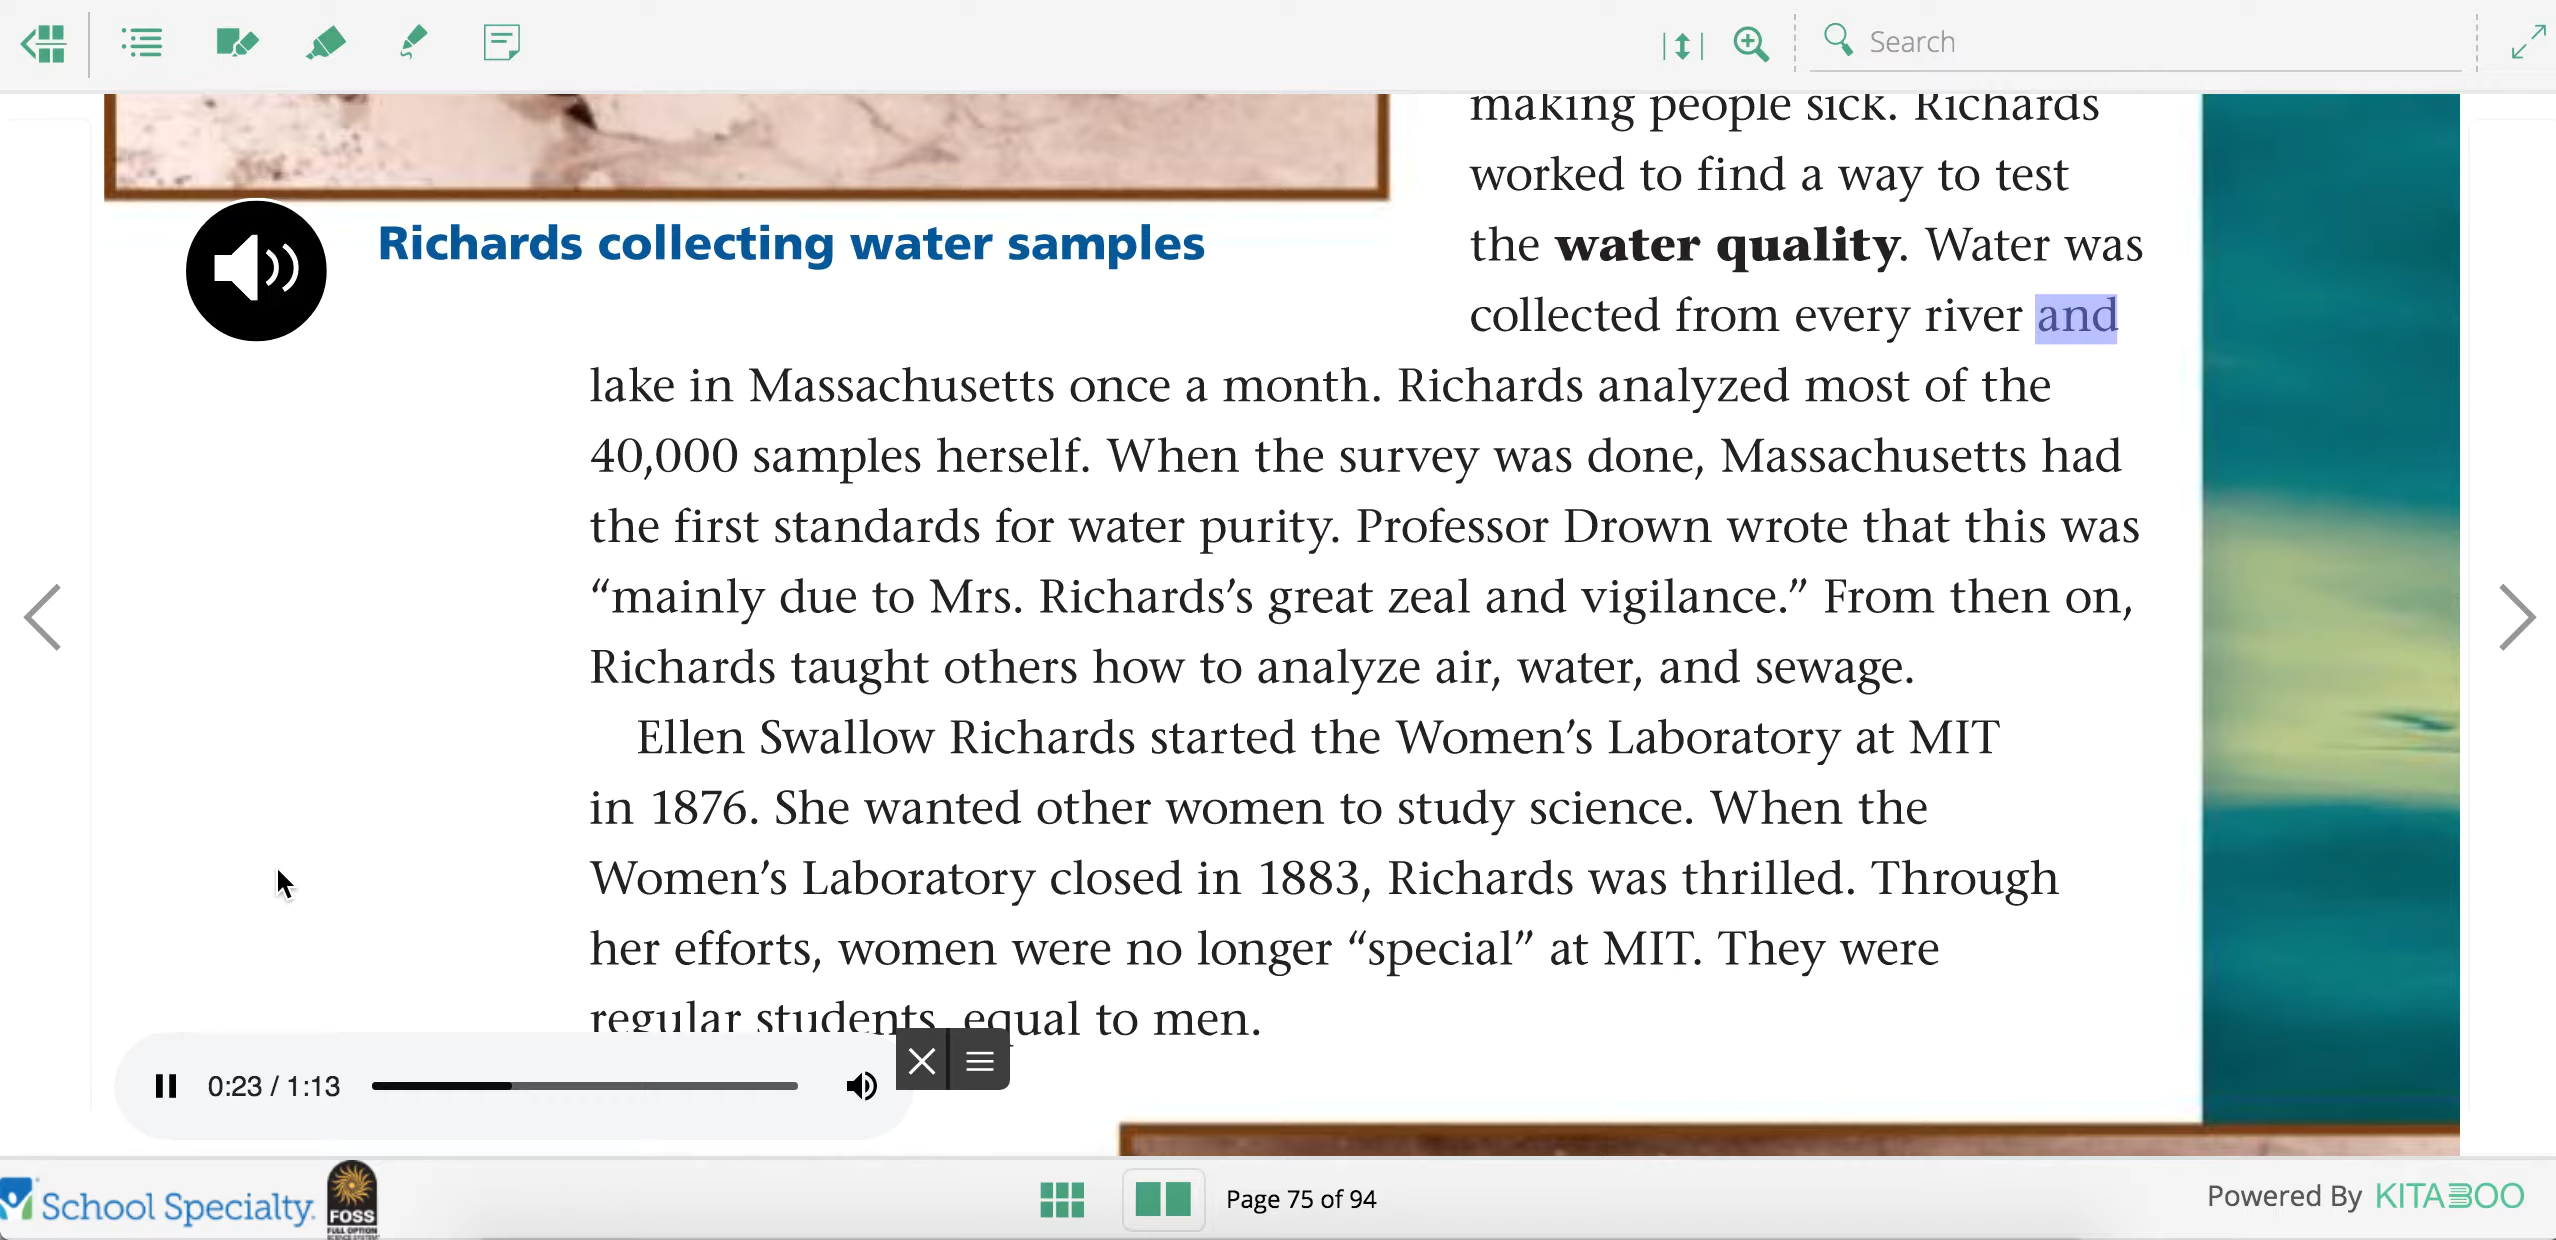 Search
making people sick. Richards
worked to find a way to test
the water quality. Water was
collected from every river and
Richards collecting water samples
lake in Massachusetts once a month. Richards analyzed most of the
40,000 samples herself. When the survey was done, Massachusetts had
the first standards for water purity. Professor Drown wrote that this was
“mainly due to Mrs. Richards’s great zeal and vigilance.” From then on,
Richards taught others how to analyze air, water, and sewage.
Ellen Swallow Richards started the Women’s Laboratory at MIT
in 1876. She wanted other women to study science. When the
Women’s Laboratory closed in 1883, Richards was thrilled. Through
her efforts, women were no longer “special” at MIT. They were
regular students, equal to men.
0:23 / 1:13
School Specialty.
FOSS
FULL OPTION
SCIENCE SYSTEM
Page 75 of 94
Powered By KITABOO